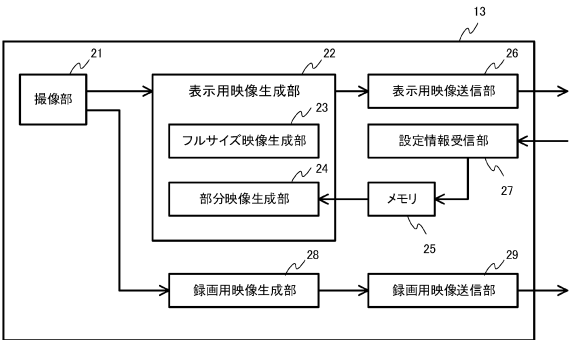 13
21
22
26
撮像部
表示用映像生成部
表示用映像送信部
23
フルサイズ映像生成部
設定情報受信部
24
27
部分映像生成部
メモリ
25
28
29
録画用映像生成部
録画用映像送信部